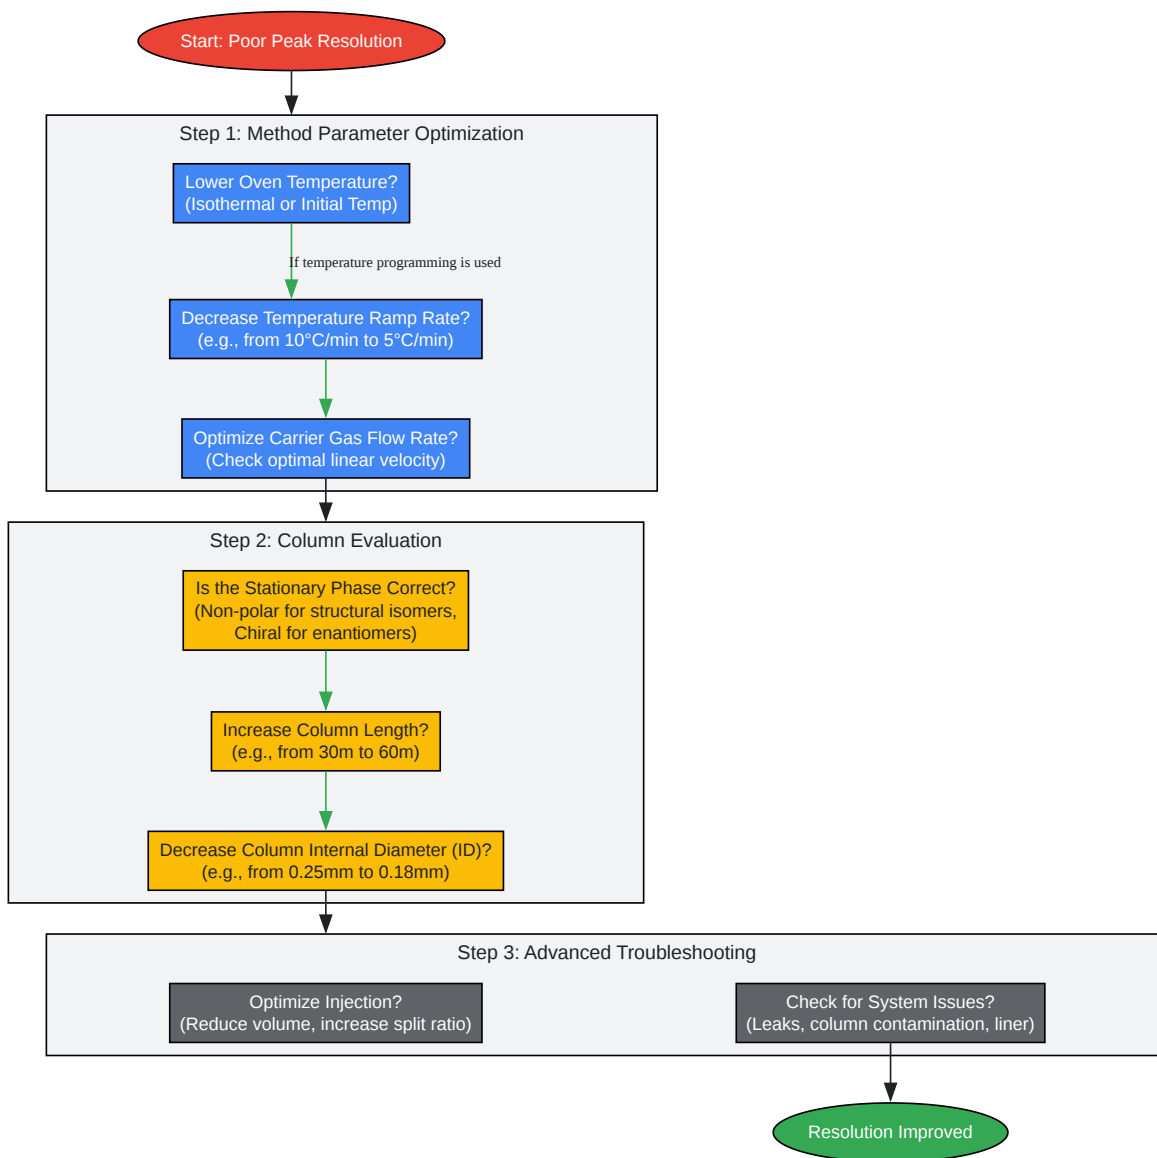 Start: Poor Peak Resolution
Step 1: Method Parameter Optimization
Lower Oven Temperature?
(Isothermal or Initial Temp)
If temperature programming is used
Decrease Temperature Ramp Rate?
(e.g., from 10°C/min to 5°C/min)
Optimize Carrier Gas Flow Rate?
(Check optimal linear velocity)
Step 2: Column Evaluation
Is the Stationary Phase Correct?
(Non-polar for structural isomers,
Chiral for enantiomers)
Increase Column Length?
(e.g., from 30m to 60m)
Decrease Column Internal Diameter (ID)?
(e.g., from 0.25mm to 0.18mm)
Step 3: Advanced Troubleshooting
Optimize Injection?
(Reduce volume, increase split ratio)
Check for System Issues?
(Leaks, column contamination, liner)
Resolution Improved